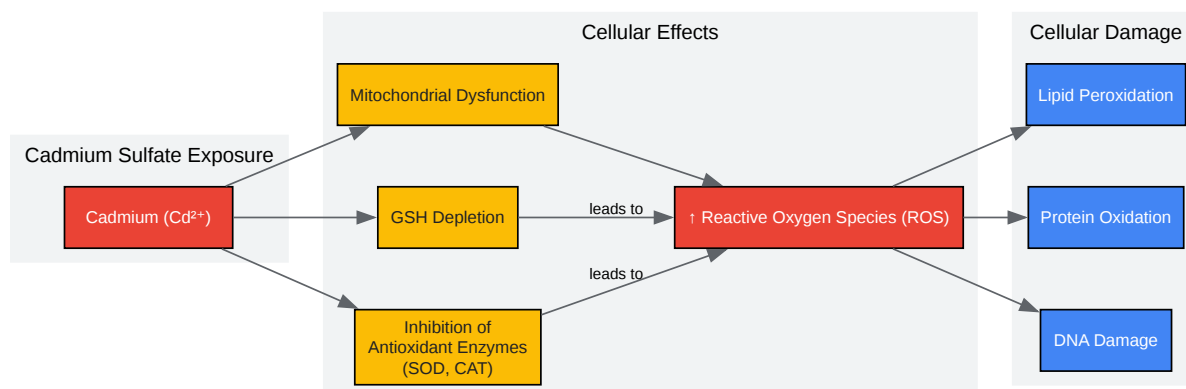 Cellular Effects
Cellular Damage
Mitochondrial Dysfunction
Lipid Peroxidation
Cadmium Sulfate Exposure
Cadmium (Cd²⁺)
GSH Depletion
leads to
↑ Reactive Oxygen Species (ROS)
Protein Oxidation
leads to
Inhibition of
Antioxidant Enzymes
(SOD, CAT)
DNA Damage